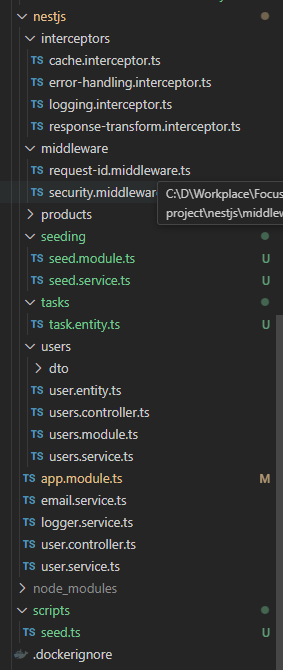 nestjs
interceptors
TS cache.interceptor.ts
TS error-handling.interceptor.ts
TS logging.interceptor.ts
TS response-transform.interceptor.ts
middleware
TS request-id.middleware.ts
TS security.middlewar
C:\D\Workplace\Focus
project\nestjs\middlew
products
seeding
TS seed.module.ts U
TS seed.service.ts U
tasks
TS task.entity.ts U
users
dto
TS user.entity.ts
TS users.controller.ts
TS users.module.ts
TS users.service.ts
TS app.module.ts M
TS email.service.ts
TS logger.service.ts
TS user.controller.ts
TS user.service.ts
node_modules
scripts
TS seed.ts U
.dockerignore